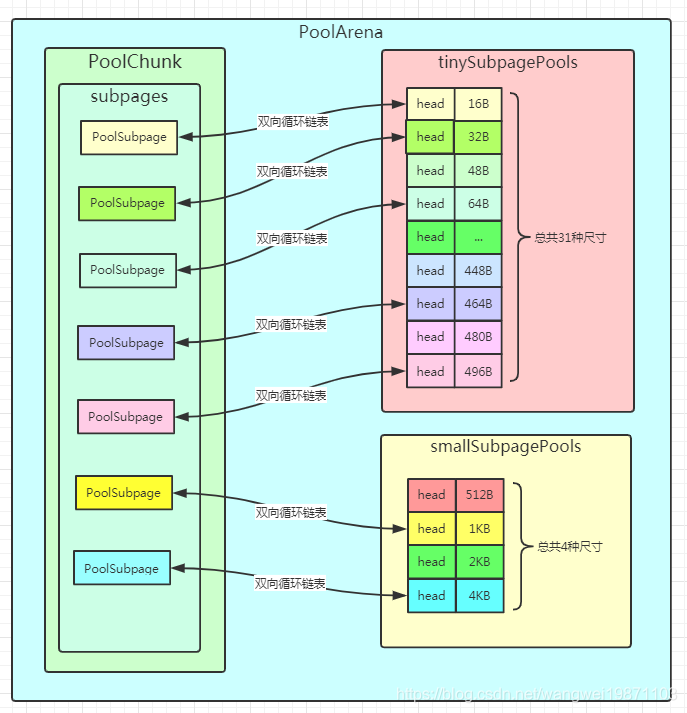 PoolArena
PoolChunk
subpages
PoolSubpage
PoolSubpage
PoolSubpage
PoolSubpage
PoolSubpage
PoolSubpage
PoolSubpage
双向循环链表
双向循环链表
双向循环链表
双向循环链表
双向循环链表
双向循环链表
双向循环链表
tinySubpagePools
head 16B
head 32B
head 48B
head 64B
head ...
head 448B
head 464B
head 480B
head 496B
总共31种尺寸
smallSubpagePools
head 512B
head 1KB
head 2KB
head 4KB
总共4种尺寸
https://blog.csdn.net/wangwei19871103